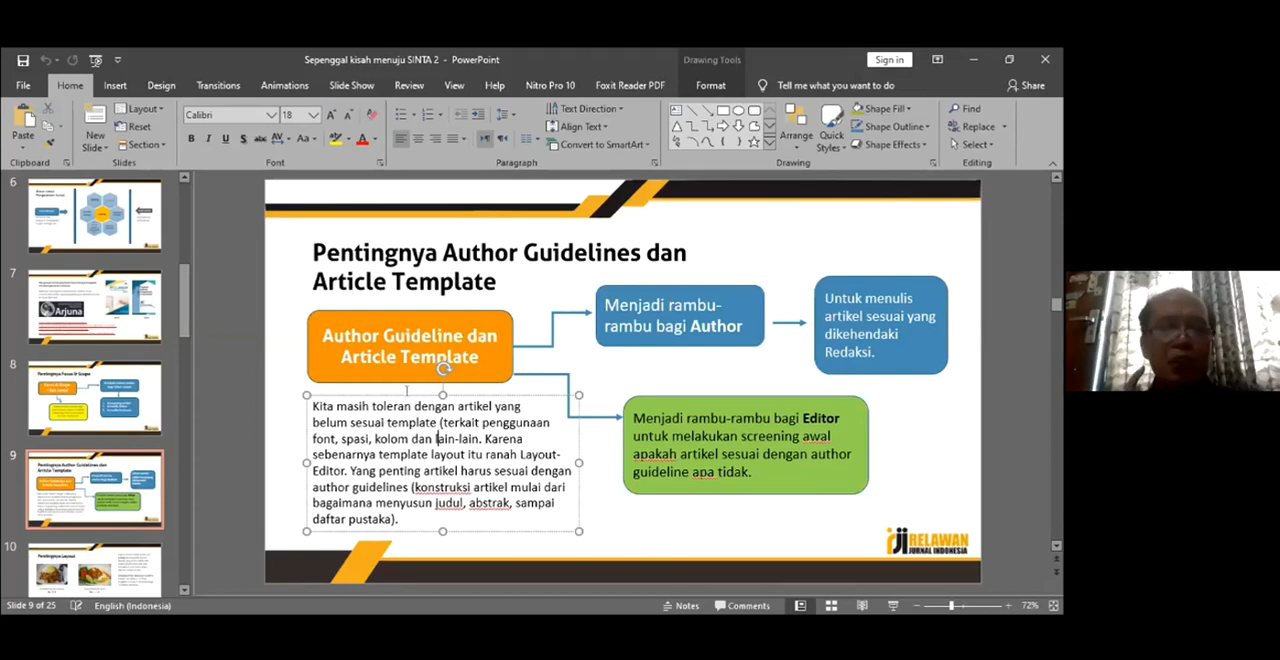 Sepenggal kisah menuju SINTA 2 - PowerPoint
Drawing Tools
Sign in
File
Home
Insert
Design
Transitions
Animations
Slide Show
Review
View
Help
Nitro Pro 10
Foxit Reader PDF
Format
Tell me what you want to do
Share
Paste
New
Slide
Layout
Reset
Section
Calibri
18
Text Direction
Align Text
Convert to SmartArt
Arrange
Quick
Styles
Shape Fill
Shape Outline
Shape Effects
Find
Replace
Select
Clipboard
Slides
Font
Paragraph
Drawing
Editing
6
7
Arjuna
8
9
10
Pentingnya Author Guidelines dan
Article Template
Author Guideline dan
Article Template
Menjadi rambu-
rambu bagi Author
Untuk menulis
artikel sesuai yang
dikehendaki
Redaksi.
Kita masih toleran dengan artikel yang
belum sesuai template (terkait penggunaan
font, spasi, kolom dan lain-lain. Karena
sebenarnya template layout itu ranah Layout-
Editor. Yang penting artikel harus sesuai dengan
author guidelines (konstruksi artikel mulai dari
bagaimana menyusun judul, abstrak, sampai
daftar pustaka).
Menjadi rambu-rambu bagi Editor
untuk melakukan screening awal
apakah artikel sesuai dengan author
guideline apa tidak.
RELAWAN
JURNAL INDONESIA
Slide 9 of 25
English (Indonesia)
Notes
Comments
72%